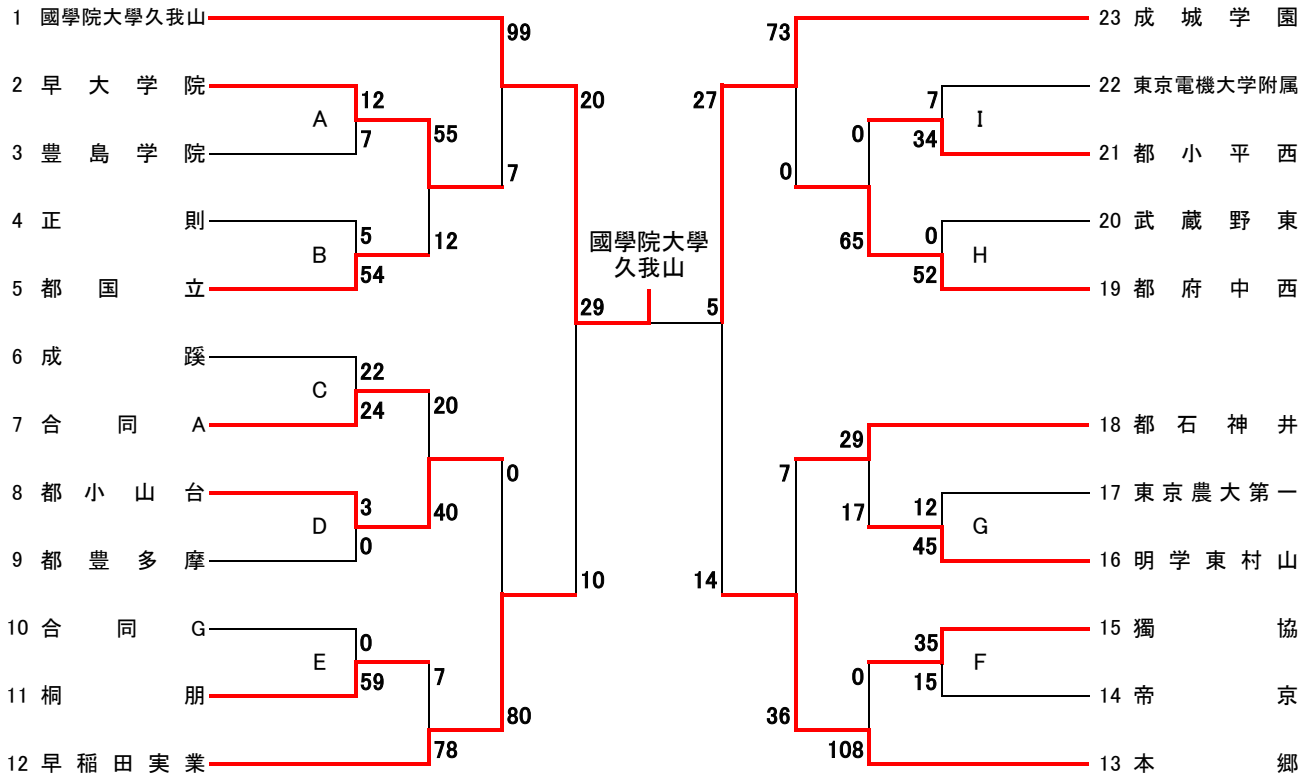 1 國學院大學久我山
2 早大学院
3 豊島学院
4 正則
5 都国立
6 成蹊
7 合同A
8 都小山台
9 都豊多摩
10 合同G
11 桐朋
12 早稲田実業
A
B
C
D
E
12
7
5
54
22
24
3
0
0
59
55
12
20
40
7
78
99
7
0
80
20
10
29
國學院大學
久我山
5
27
14
73
0
7
36
0
65
29
17
0
108
7
34
0
52
12
45
35
15
I
H
G
F
23 成城学園
22 東京電機大学附属
21 都小平西
20 武蔵野東
19 都府中西
18 都石神井
17 東京農大第一
16 明学東村山
15 獨協
14 帝京
13 本郷